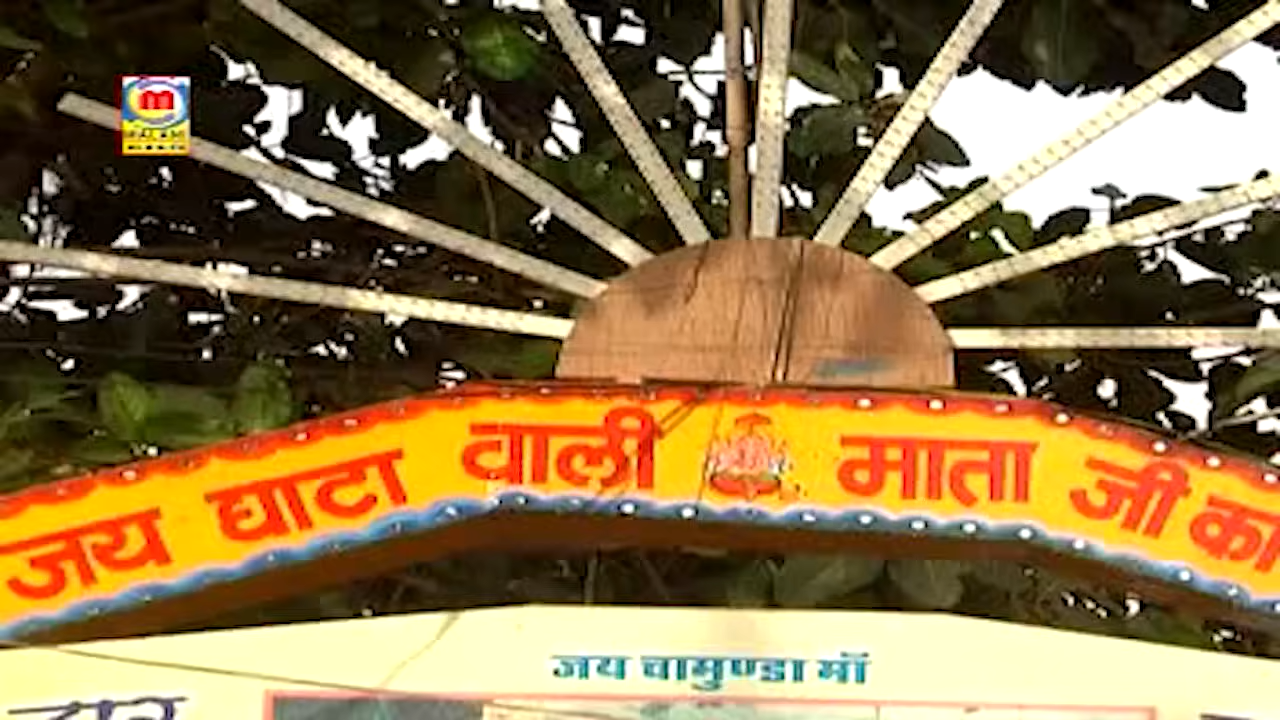 जय घाटा वाली माता जी का
जय चामुण्डा माँ